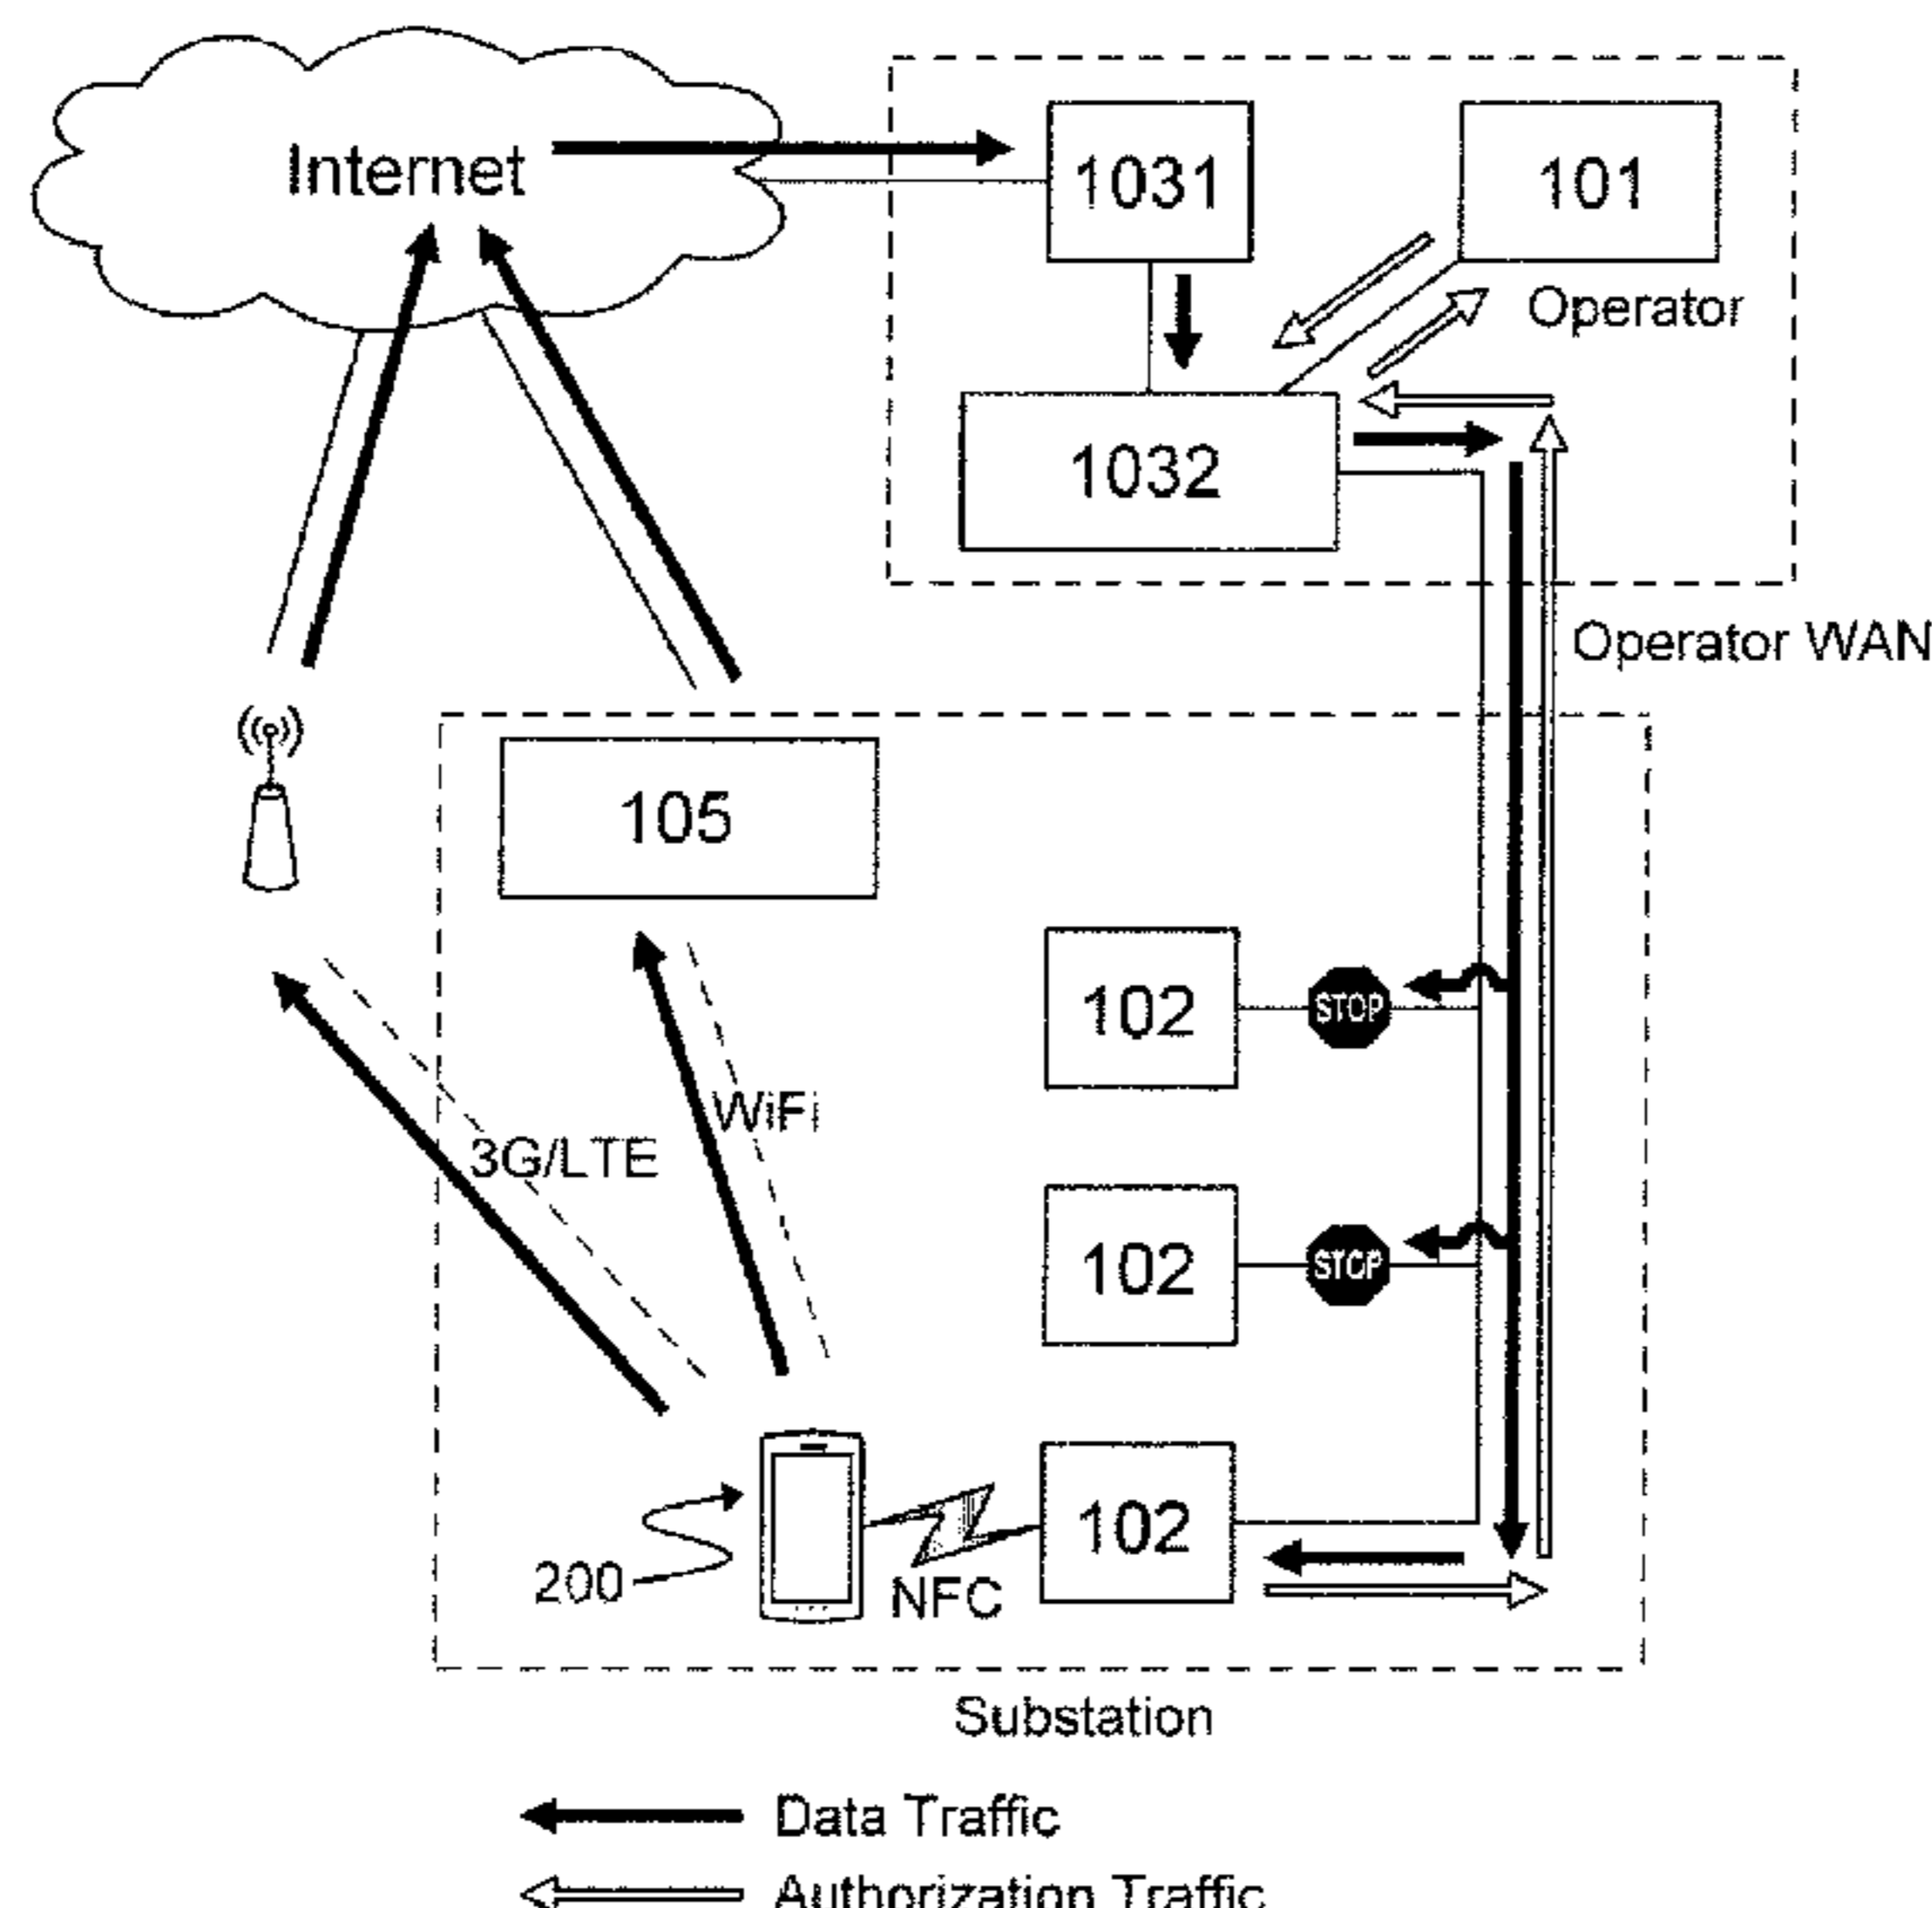 Internet
1031
101
Operator
1032
Operator WAN
105
102
STOP
WiFi
3G/LTE
102
STOP
102
200
NFC
Substation
Data Traffic
Authorization Traffic